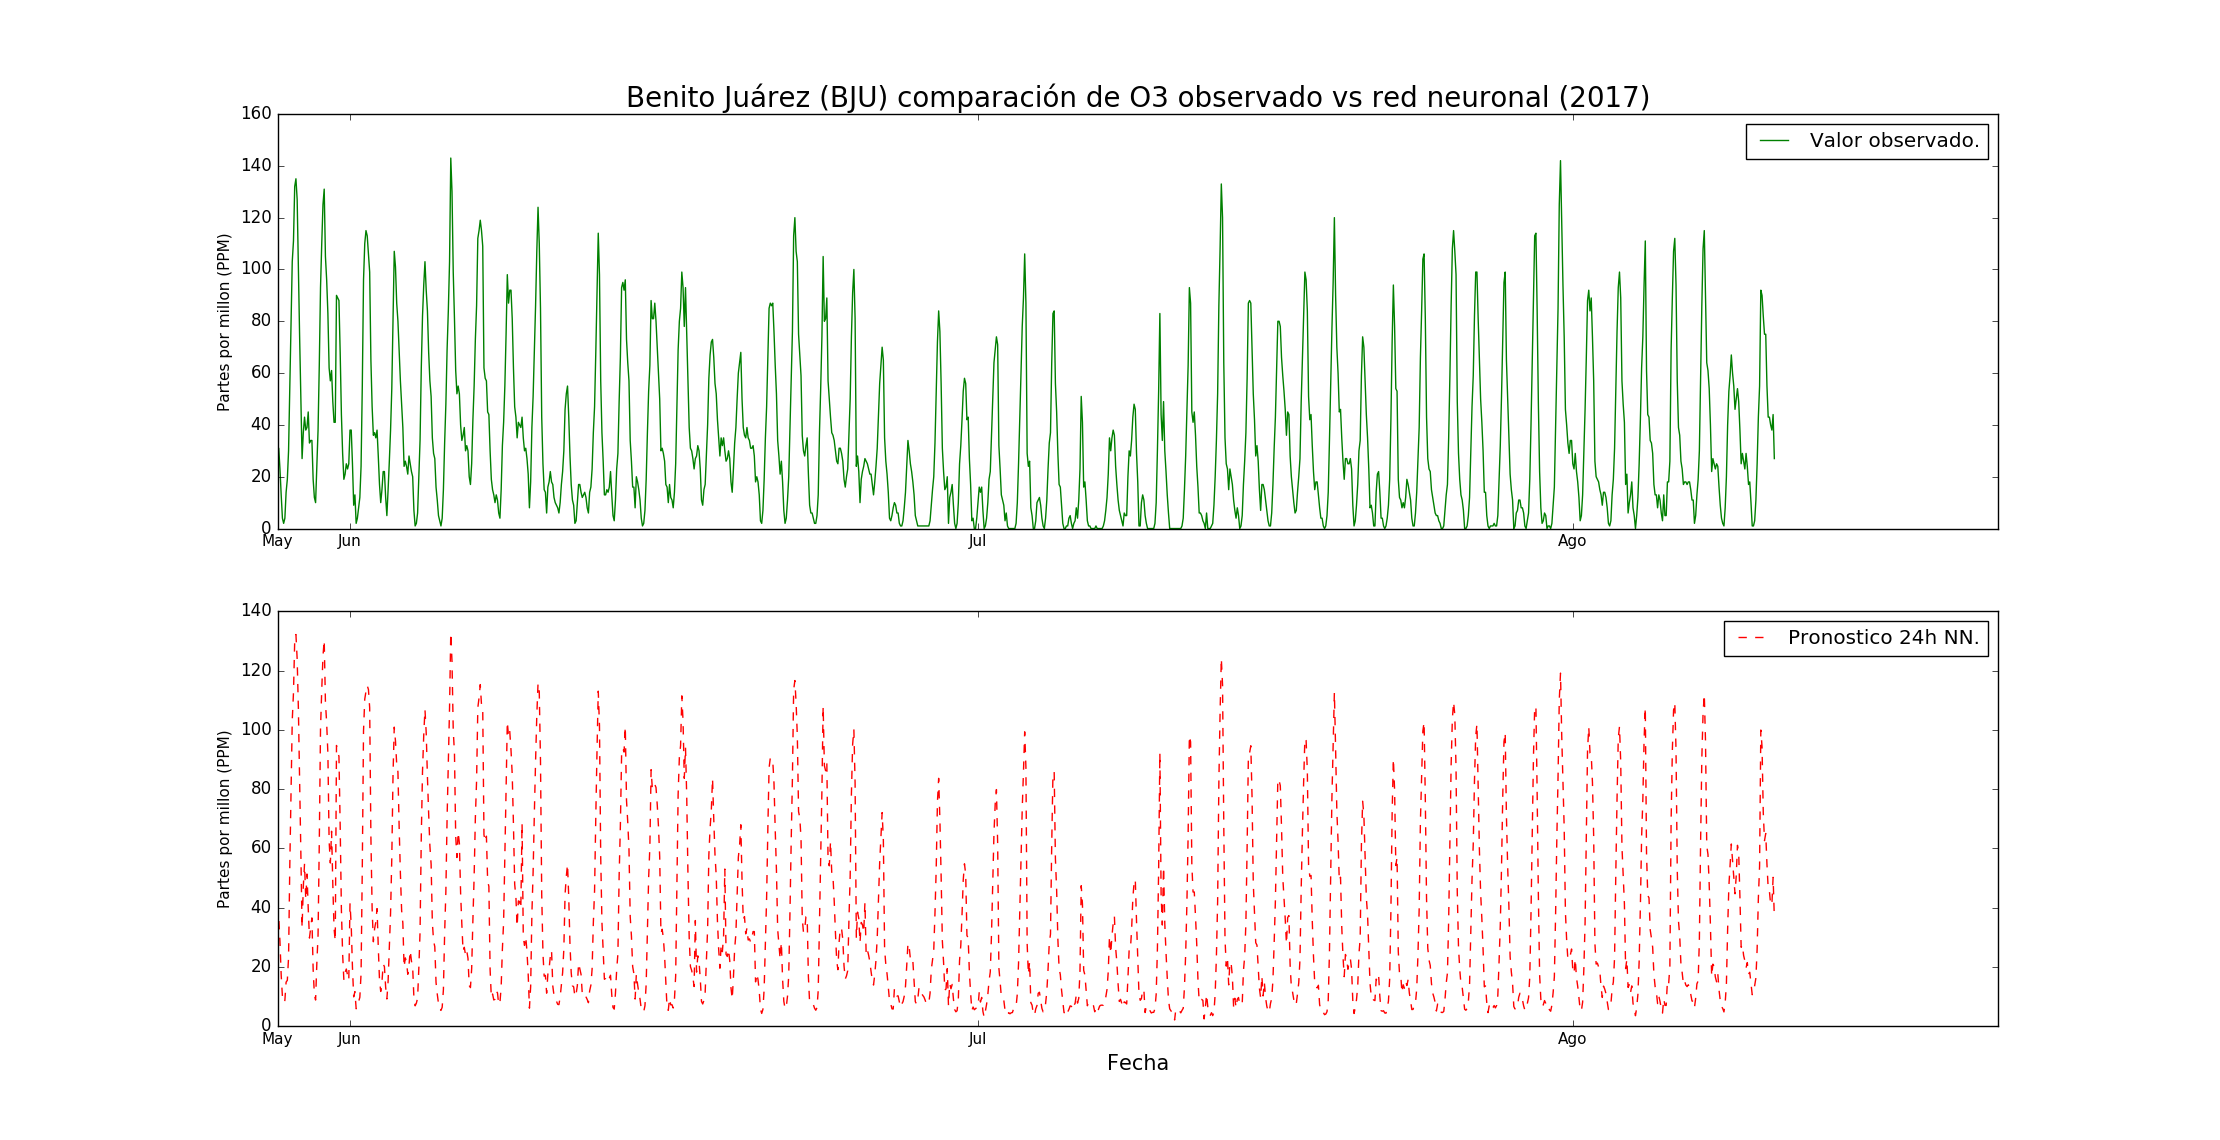 Benito Juárez (BJU) comparación de O3 observado vs red neuronal (2017)
160
140
120
100
80
60
40
20
0
Partes por millon (PPM)
Valor observado.
May Jun Jul Ago
140
120
100
80
60
40
20
0
Partes por millon (PPM)
Pronostico 24h NN.
May Jun Jul Ago
Fecha